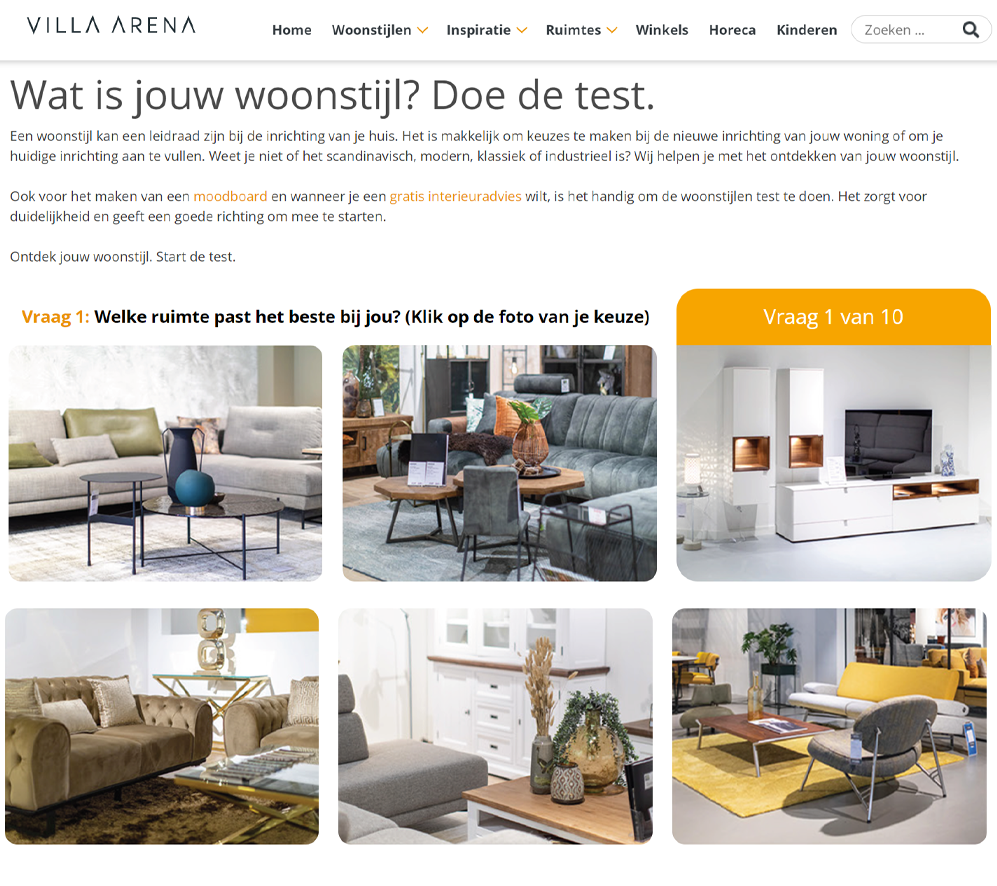 VILLA ARENA
Home Woonstijlen Inspiratie Ruimtes Winkels Horeca Kinderen Zoeken ...
Wat is jouw woonstijl? Doe de test.
Een woonstijl kan een leidraad zijn bij de inrichting van je huis. Het is makkelijk om keuzes te maken bij de nieuwe inrichting van jouw woning of om je
huidige inrichting aan te vullen. Weet je niet of het scandinavisch, modern, klassiek of industrieel is? Wij helpen je met het ontdekken van jouw woonstijl.
Ook voor het maken van een moodboard en wanneer je een gratis interieuradvies wilt, is het handig om de woonstijlen test te doen. Het zorgt voor
duidelijkheid en geeft een goede richting om mee te starten.
Ontdek jouw woonstijl. Start de test.
Vraag 1: Welke ruimte past het beste bij jou? (Klik op de foto van je keuze)
Vraag 1 van 10